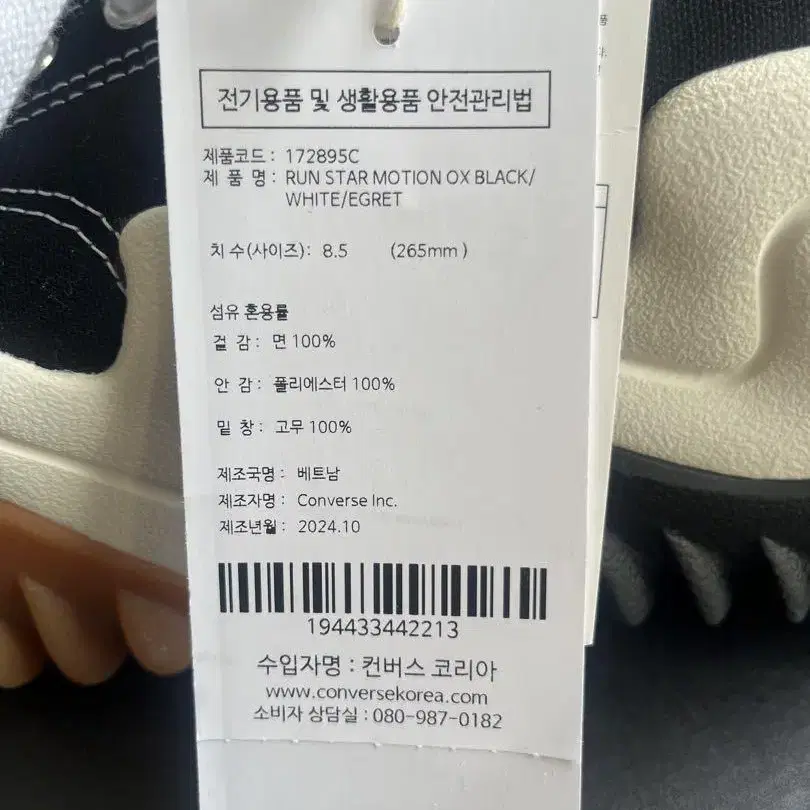 전기용품 및 생활용품 안전관리법
제품코드 : 172895C
제 품 명 : RUN STAR MOTION OX BLACK/
WHITE/EGRET
치수(사이즈): 8.5 (265mm )
섬유 혼용률
겉 감 : 면 100%
안 감 : 폴리에스터 100%
밑 창 : 고무 100%
제조국명 : 베트남
제조자명 : Converse Inc.
제조년월 : 2024.10
194433442213
수입자명 : 컨버스 코리아
www.conversekorea.com
소비자 상담실 : 080-987-0182